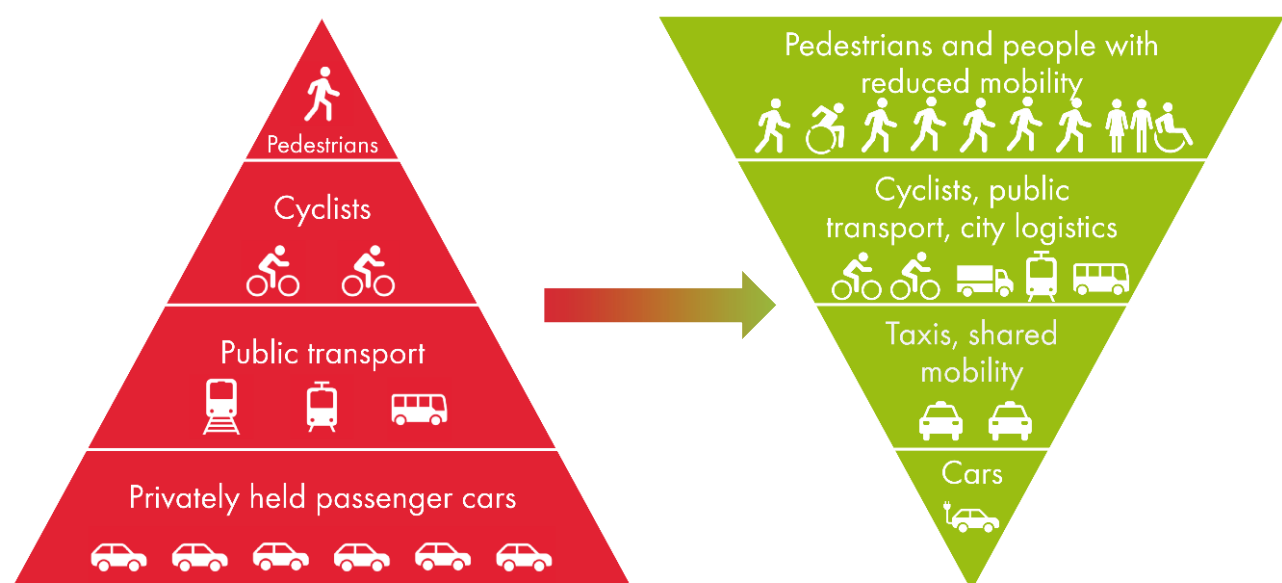 Pedestrians
Cyclists
Public transport
Privately held passenger cars
Pedestrians and people with
reduced mobility
Cyclists, public
transport, city logistics
Taxis, shared
mobility
Cars